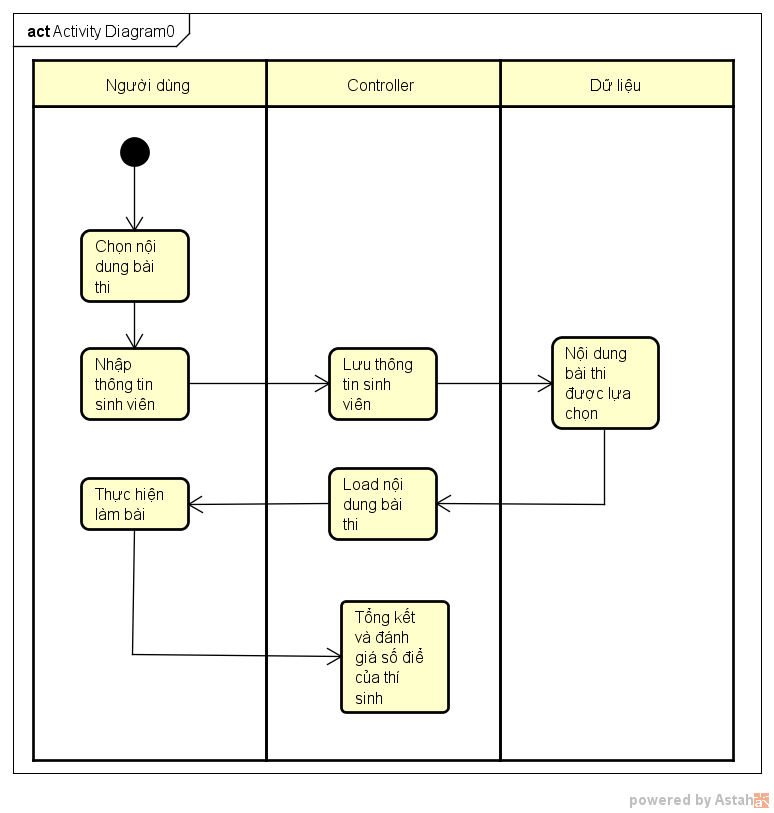 act Activity Diagram0
Người dùng
Controller
Dữ liệu
Chọn nội
dung bài
thi
Nhập
thông tin
sinh viên
Lưu thông
tin sinh
viên
Nội dung
bài thi
được lựa
chọn
Thực hiện
làm bài
Load nội
dung bài
thi
Tổng kết
và đánh
giá số điể
của thí
sinh
powered by Astah